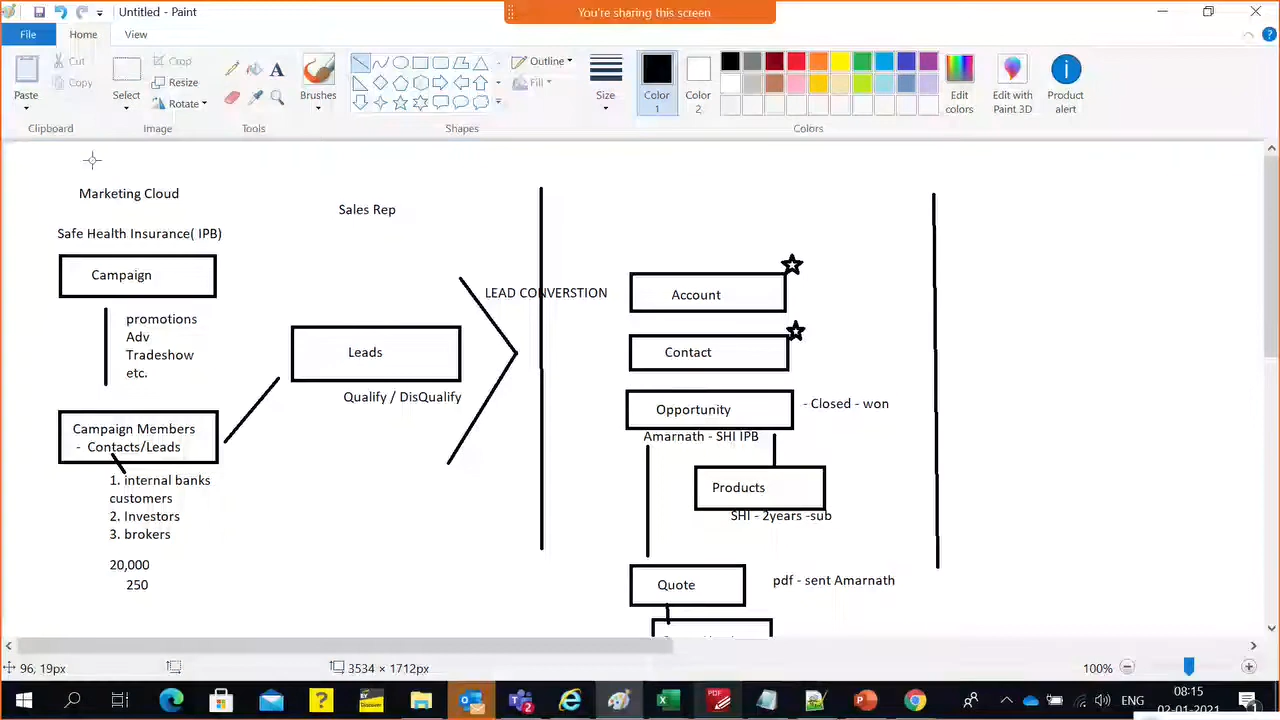 Untitled - Paint
You're sharing this screen
File
Home
View
Paste
Cut
Copy
Clipboard
Select
Crop
Resize
Rotate
Image
Tools
Brushes
Shapes
Outline
Fill
Size
Color 1
Color 2
Colors
Edit colors
Edit with Paint 3D
Product alert
Marketing Cloud
Sales Rep
Safe Health Insurance( IPB)
Campaign
promotions
Adv
Tradeshow
etc.
Campaign Members
- Contacts/Leads
1. internal banks
customers
2. Investors
3. brokers
20,000
250
Leads
Qualify / DisQualify
LEAD CONVERSTION
Account
Contact
Opportunity
- Closed - won
Amarnath - SHI IPB
Products
SHI - 2years -sub
Quote
pdf - sent Amarnath
96, 19px
3534 × 1712px
100%
ENG
08:15
02-01-2021